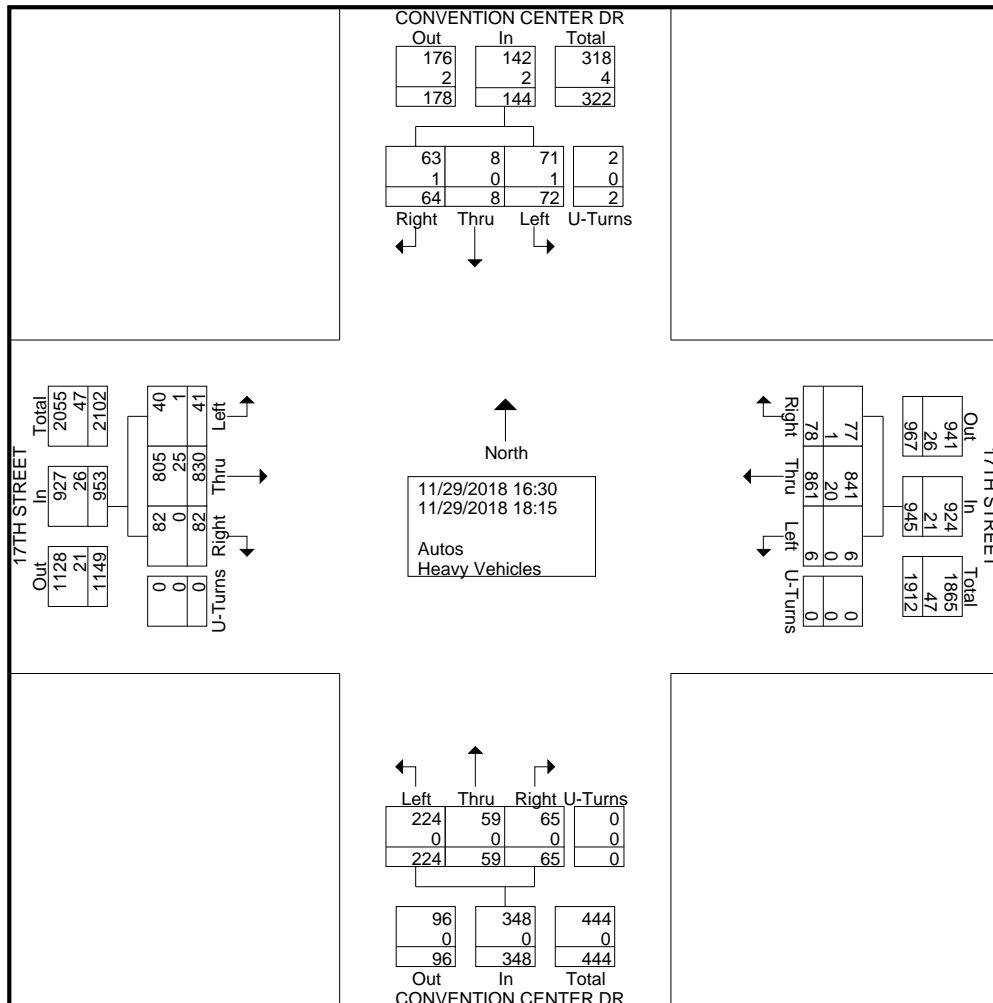 CONVENTION CENTER DR
Out In Total
176 142 318
2 2 4
178 144 322
63 8 71 2
1 0 1 0
64 8 72 2
Right Thru Left U-Turns
17TH STREET
Total In Out
2055 927 1128
47 26 21
2102 953 1149
40 805 82 0
1 25 0 0
41 830 82 0
Left Thru Right U-Turns
North
11/29/2018 16:30
11/29/2018 18:15
Autos
Heavy Vehicles
Right Thru Left U-Turns
77 841 6 0
1 20 0 0
78 861 6 0
Out In Total
941 924 1865
26 21 47
967 945 1912
17TH STREET
Left Thru Right U-Turns
224 59 65 0
0 0 0 0
224 59 65 0
96 348 444
0 0 0
96 348 444
Out In Total
CONVENTION CENTER DR